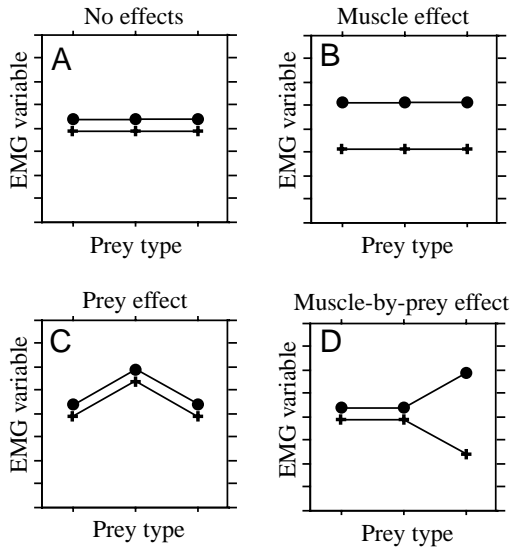 No effects
A
EMG variable
Prey type
Muscle effect
B
EMG variable
Prey type
Prey effect
C
EMG variable
Prey type
Muscle-by-prey effect
D
EMG variable
Prey type